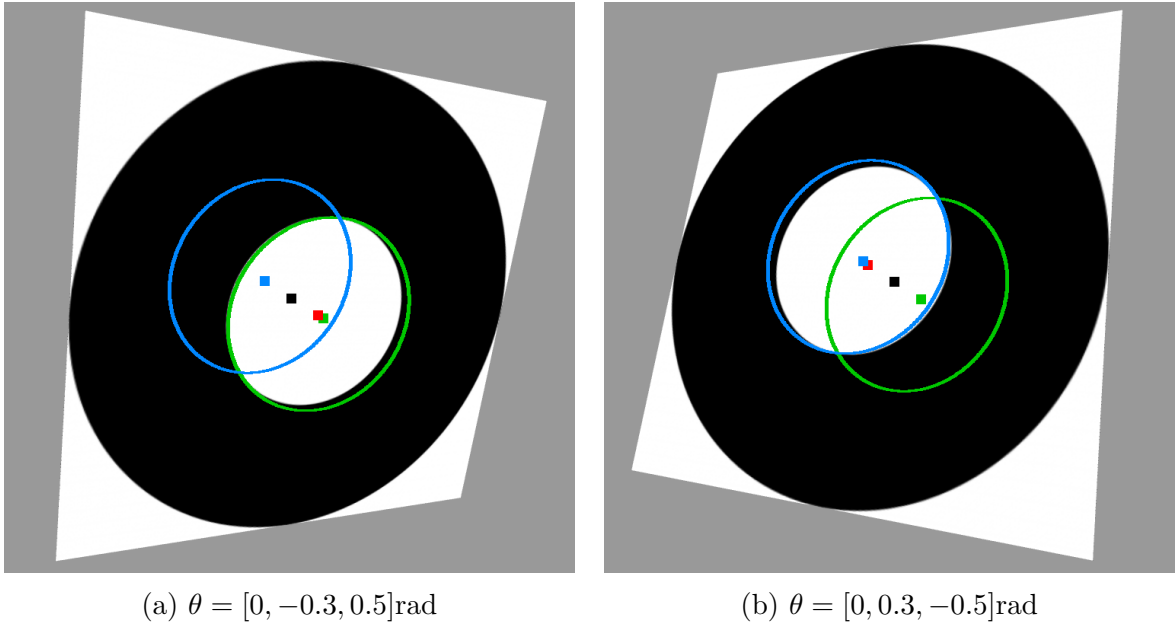 (a) θ = [0, −0.3, 0.5]rad
(b) θ = [0, 0.3, −0.5]rad